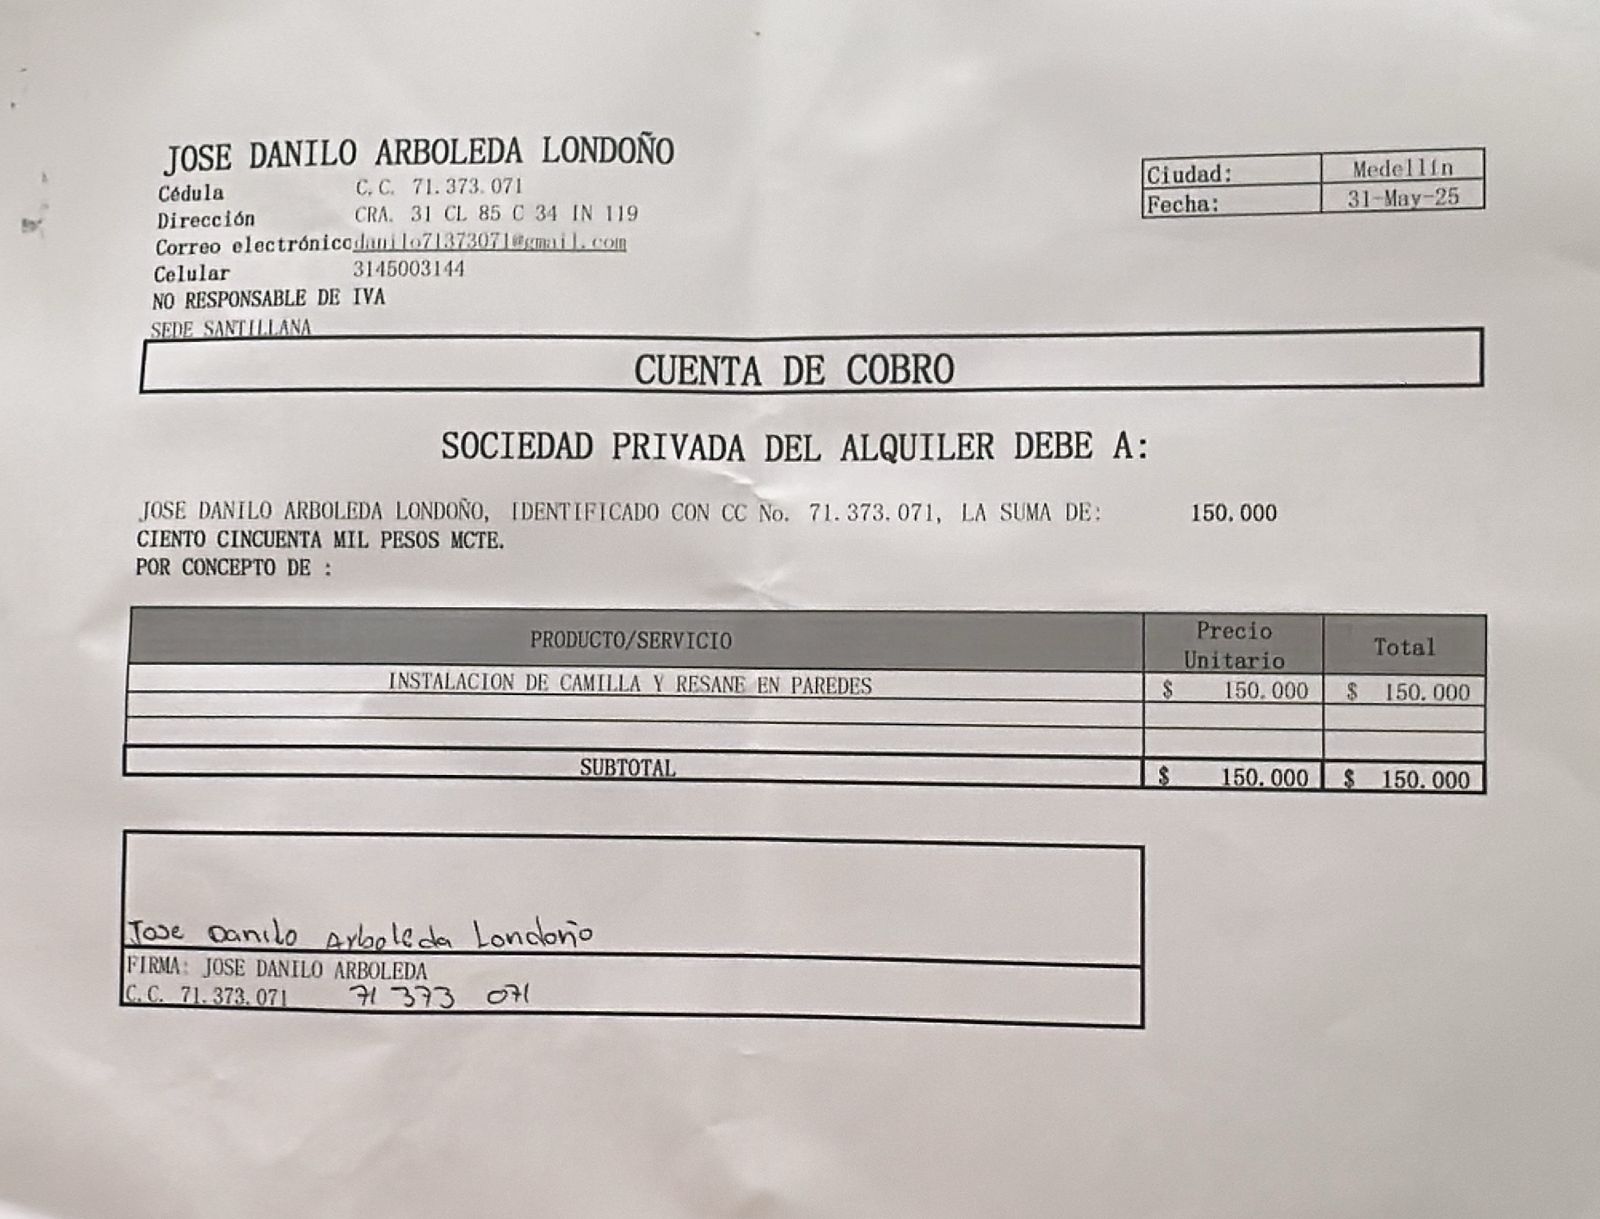 JOSE DANILO ARBOLEDA LONDOÑO
Cédula C.C. 71.373.071
Dirección CRA. 31 CL 85 C 34 IN 119
Correo electrónico danilo71373071@gmail.com
Celular 3145003144
NO RESPONSABLE DE IVA
SEDE SANTILLANA
Ciudad: Medellín
Fecha: 31-May-25
CUENTA DE COBRO
SOCIEDAD PRIVADA DEL ALQUILER DEBE A:
JOSE DANILO ARBOLEDA LONDOÑO, IDENTIFICADO CON CC No. 71.373.071, LA SUMA DE: 150.000
CIENTO CINCUENTA MIL PESOS MCTE.
POR CONCEPTO DE :
PRODUCTO/SERVICIO Precio Unitario Total
INSTALACION DE CAMILLA Y RESANE EN PAREDES $ 150.000 $ 150.000
SUBTOTAL $ 150.000 $ 150.000
Jose Danilo Arboleda Londoño
FIRMA: JOSE DANILO ARBOLEDA
C.C. 71.373.071 71 373 071